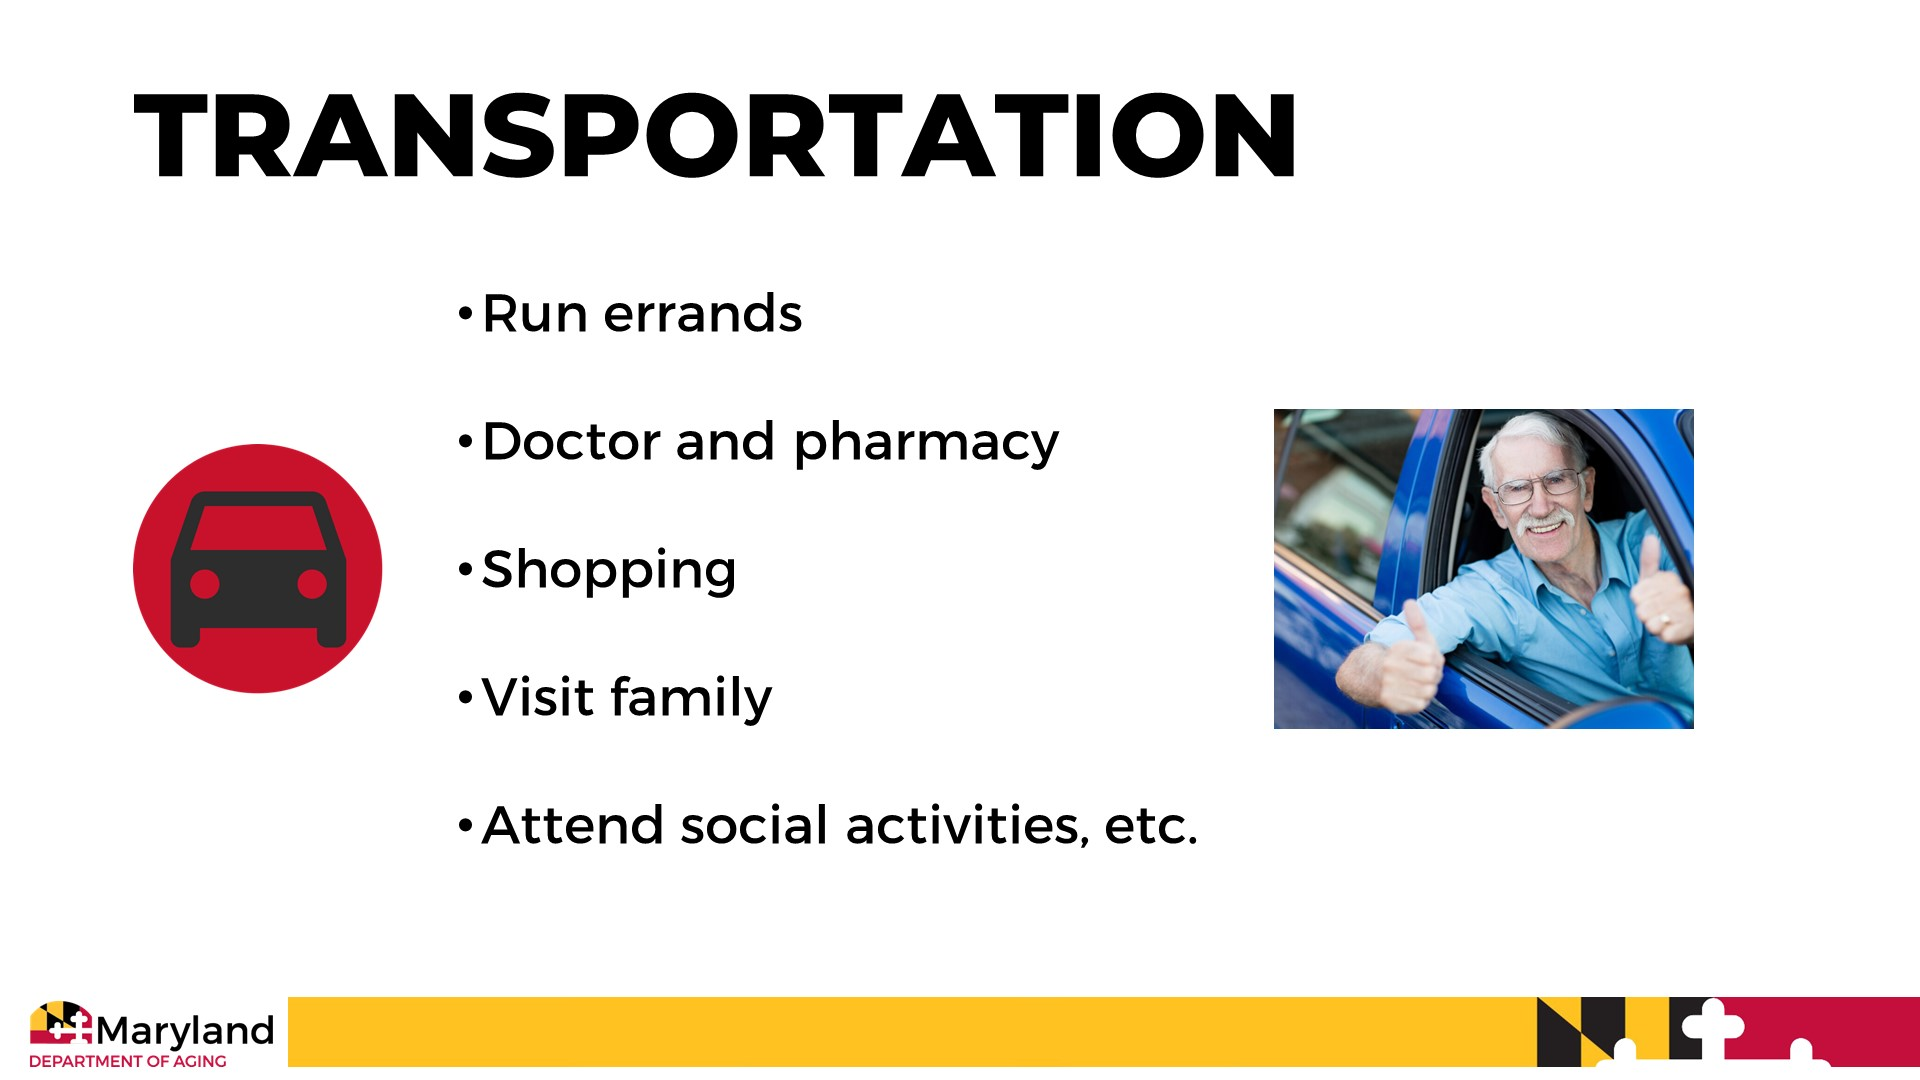 TRANSPORTATION
• Run errands
• Doctor and pharmacy
• Shopping
• Visit family
• Attend social activities, etc.
Maryland
DEPARTMENT OF AGING